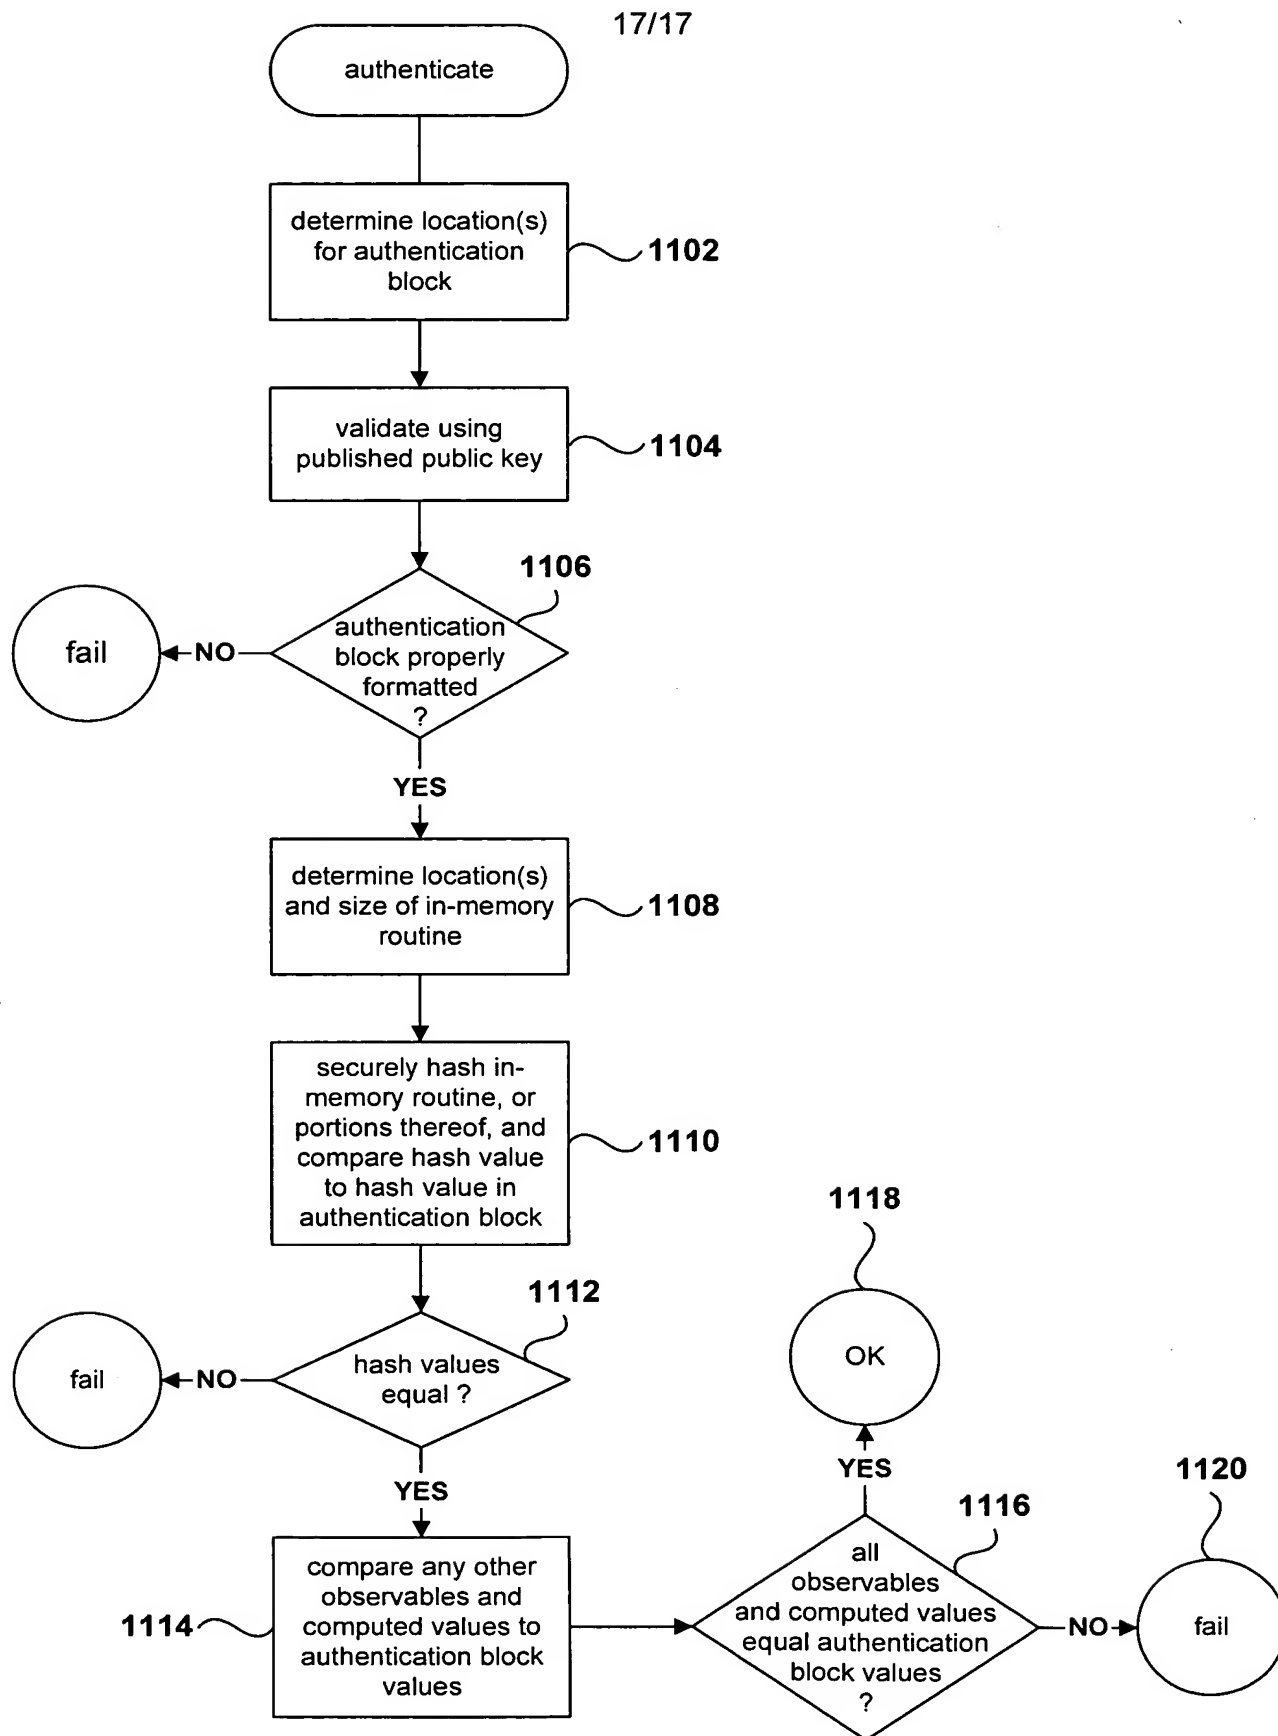 17/17
authenticate
determine location(s)
for authentication
block
1102
validate using
published public key
1104
1106
authentication
block properly
formatted
?
NO
fail
YES
determine location(s)
and size of in-memory
routine
1108
securely hash in-
memory routine, or
portions thereof, and
compare hash value
to hash value in
authentication block
1110
1112
hash values
equal ?
NO
fail
YES
compare any other
observables and
computed values to
authentication block
values
1114
1116
all
observables
and computed values
equal authentication
block values
?
YES
OK
1118
NO
fail
1120